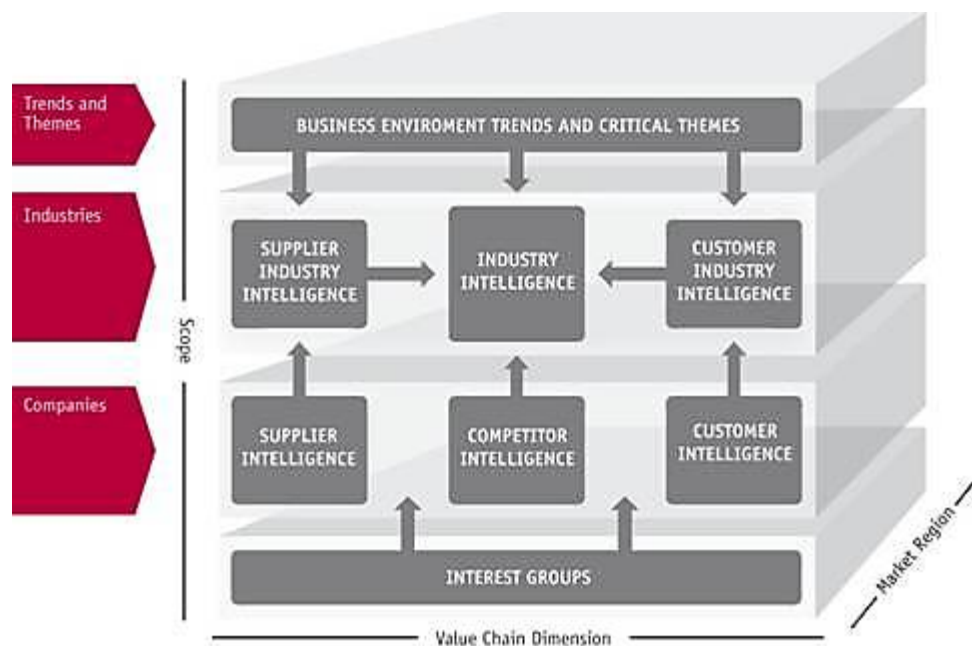 Trends and
Themes
BUSINESS ENVIROMENT TRENDS AND CRITICAL THEMES
Industries
SUPPLIER
INDUSTRY
INTELLIGENCE
INDUSTRY
INTELLIGENCE
CUSTOMER
INDUSTRY
INTELLIGENCE
Scope
Companies
SUPPLIER
INTELLIGENCE
COMPETITOR
INTELLIGENCE
CUSTOMER
INTELLIGENCE
INTEREST GROUPS
Market Region
Value Chain Dimension